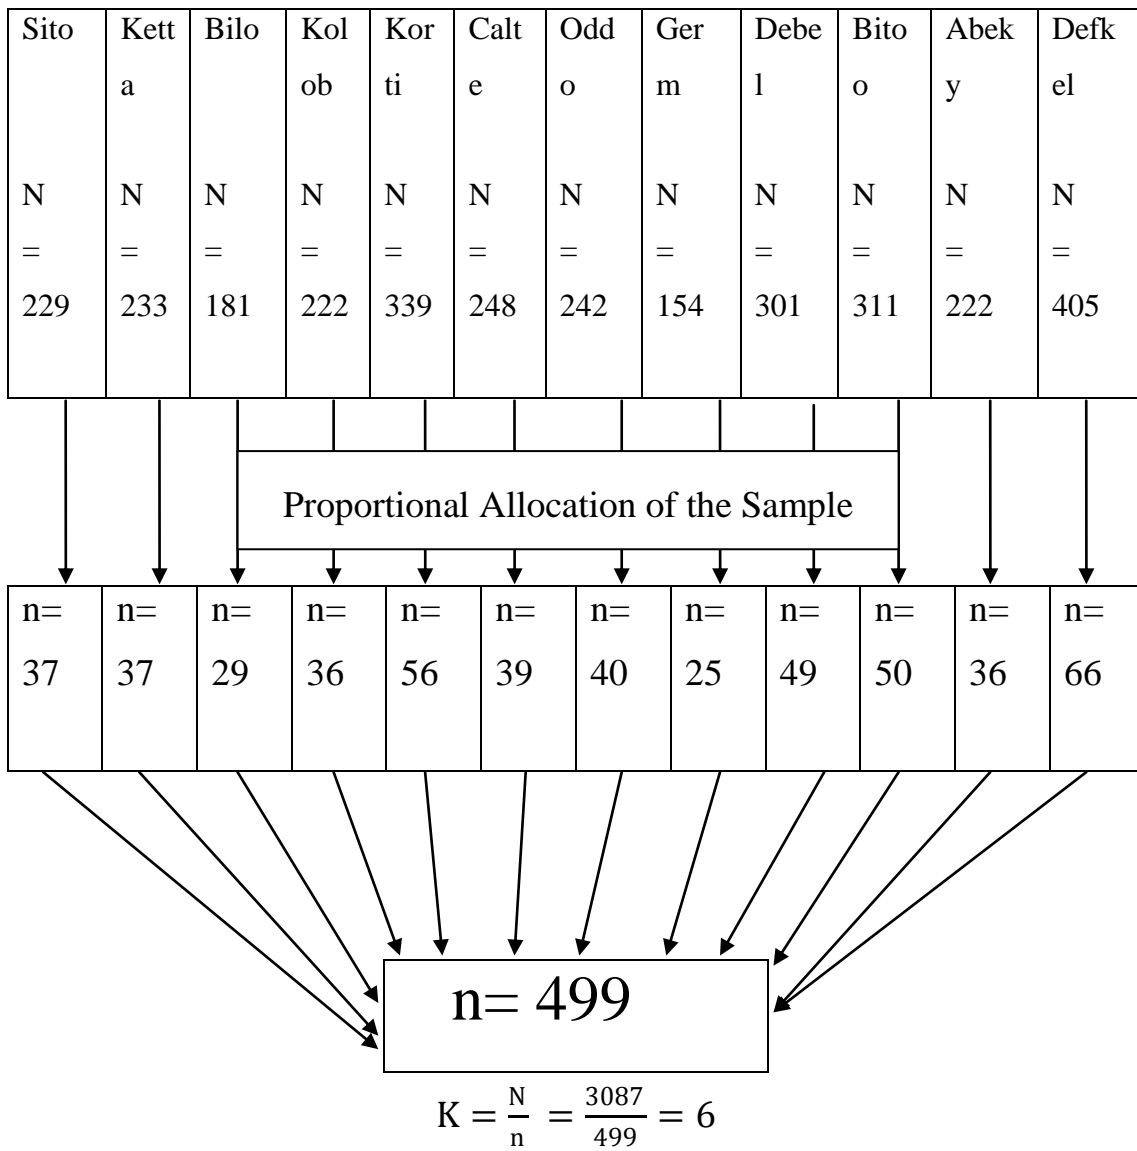 Sito Kett Bilo Kol Kor Calt Odd Ger Debe Bito Abek Defk
a ob ti e o m l o y el
N N N N N N N N N N N N
= = = = = = = = = = = =
229 233 181 222 339 248 242 154 301 311 222 405
Proportional Allocation of the Sample
n= n= n= n= n= n= n= n= n= n= n= n=
37 37 29 36 56 39 40 25 49 50 36 66
n= 499
K = N/n = 3087/499 = 6